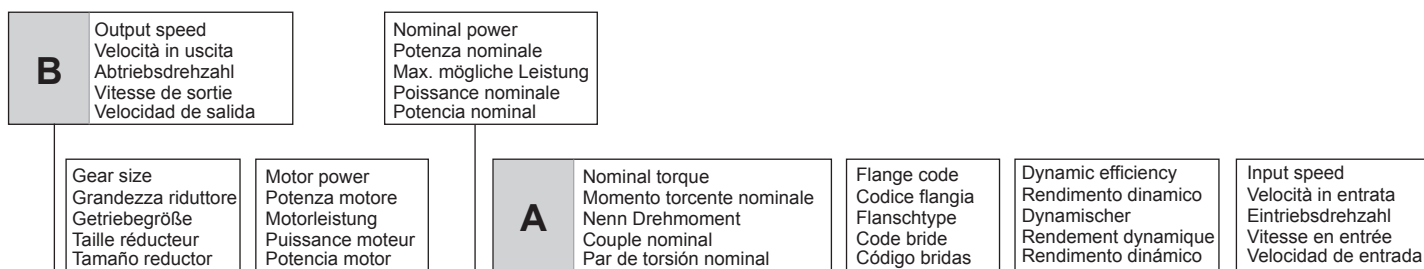 B
Output speed
Velocità in uscita
Abtriebsdrehzahl
Vitesse de sortie
Velocidad de salida
Nominal power
Potenza nominale
Max. mögliche Leistung
Poissance nominale
Potencia nominal
Gear size
Grandezza riduttore
Getriebegröße
Taille réducteur
Tamaño reductor
Motor power
Potenza motore
Motorleistung
Puissance moteur
Potencia motor
A
Nominal torque
Momento torcente nominale
Nenn Drehmoment
Couple nominal
Par de torsión nominal
Flange code
Codice flangia
Flanschtype
Code bride
Código bridas
Dynamic efficiency
Rendimento dinamico
Dynamischer
Rendement dynamique
Rendimento dinámico
Input speed
Velocità in entrata
Eintriebsdrehzahl
Vitesse en entrée
Velocidad de entrada